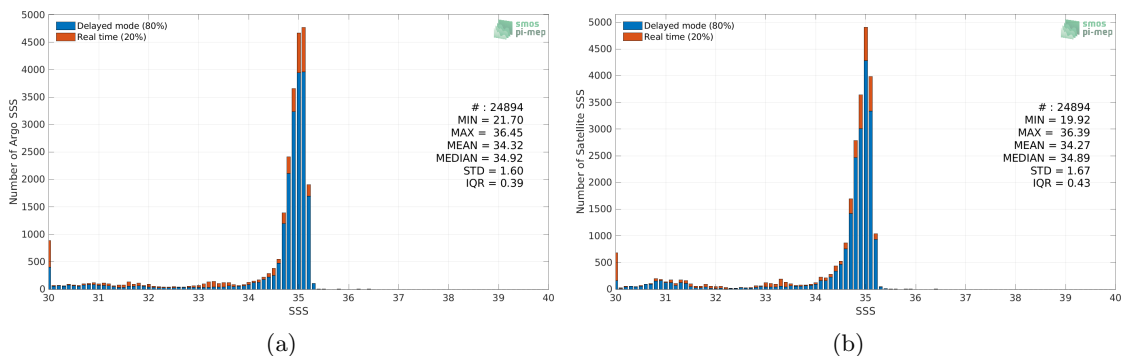 Delayed mode (80%)
Real time (20%)
smos
pi-mep
Number of Argo SSS
5000
4500
4000
3500
3000
2500
2000
1500
1000
500
0
# : 24894
MIN = 21.70
MAX = 36.45
MEAN = 34.32
MEDIAN = 34.92
STD = 1.60
IQR = 0.39
30 31 32 33 34 35 36 37 38 39 40
SSS
(a)
Delayed mode (80%)
Real time (20%)
smos
pi-mep
Number of Satellite SSS
5000
4500
4000
3500
3000
2500
2000
1500
1000
500
0
# : 24894
MIN = 19.92
MAX = 36.39
MEAN = 34.27
MEDIAN = 34.89
STD = 1.67
IQR = 0.43
30 31 32 33 34 35 36 37 38 39 40
SSS
(b)